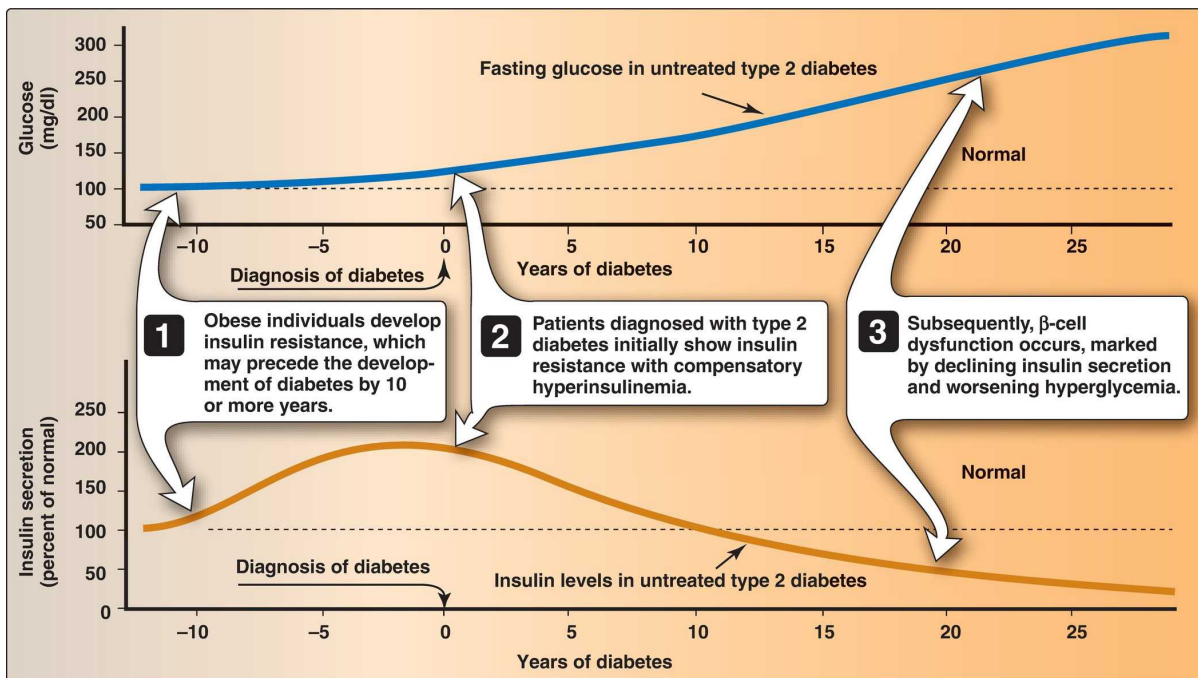 Glucose
(mg/dl)
300
250
200
150
100
50
Fasting glucose in untreated type 2 diabetes
Normal
–10
–5
0
5
10
15
20
25
Diagnosis of diabetes
Years of diabetes
1
Obese individuals develop
insulin resistance, which
may precede the develop-
ment of diabetes by 10
or more years.
2
Patients diagnosed with type 2
diabetes initially show insulin
resistance with compensatory
hyperinsulinemia.
3
Subsequently, β-cell
dysfunction occurs, marked
by declining insulin secretion
and worsening hyperglycemia.
Insulin secretion
(percent of normal)
250
200
150
100
50
0
Normal
Diagnosis of diabetes
Insulin levels in untreated type 2 diabetes
–10
–5
0
5
10
15
20
25
Years of diabetes